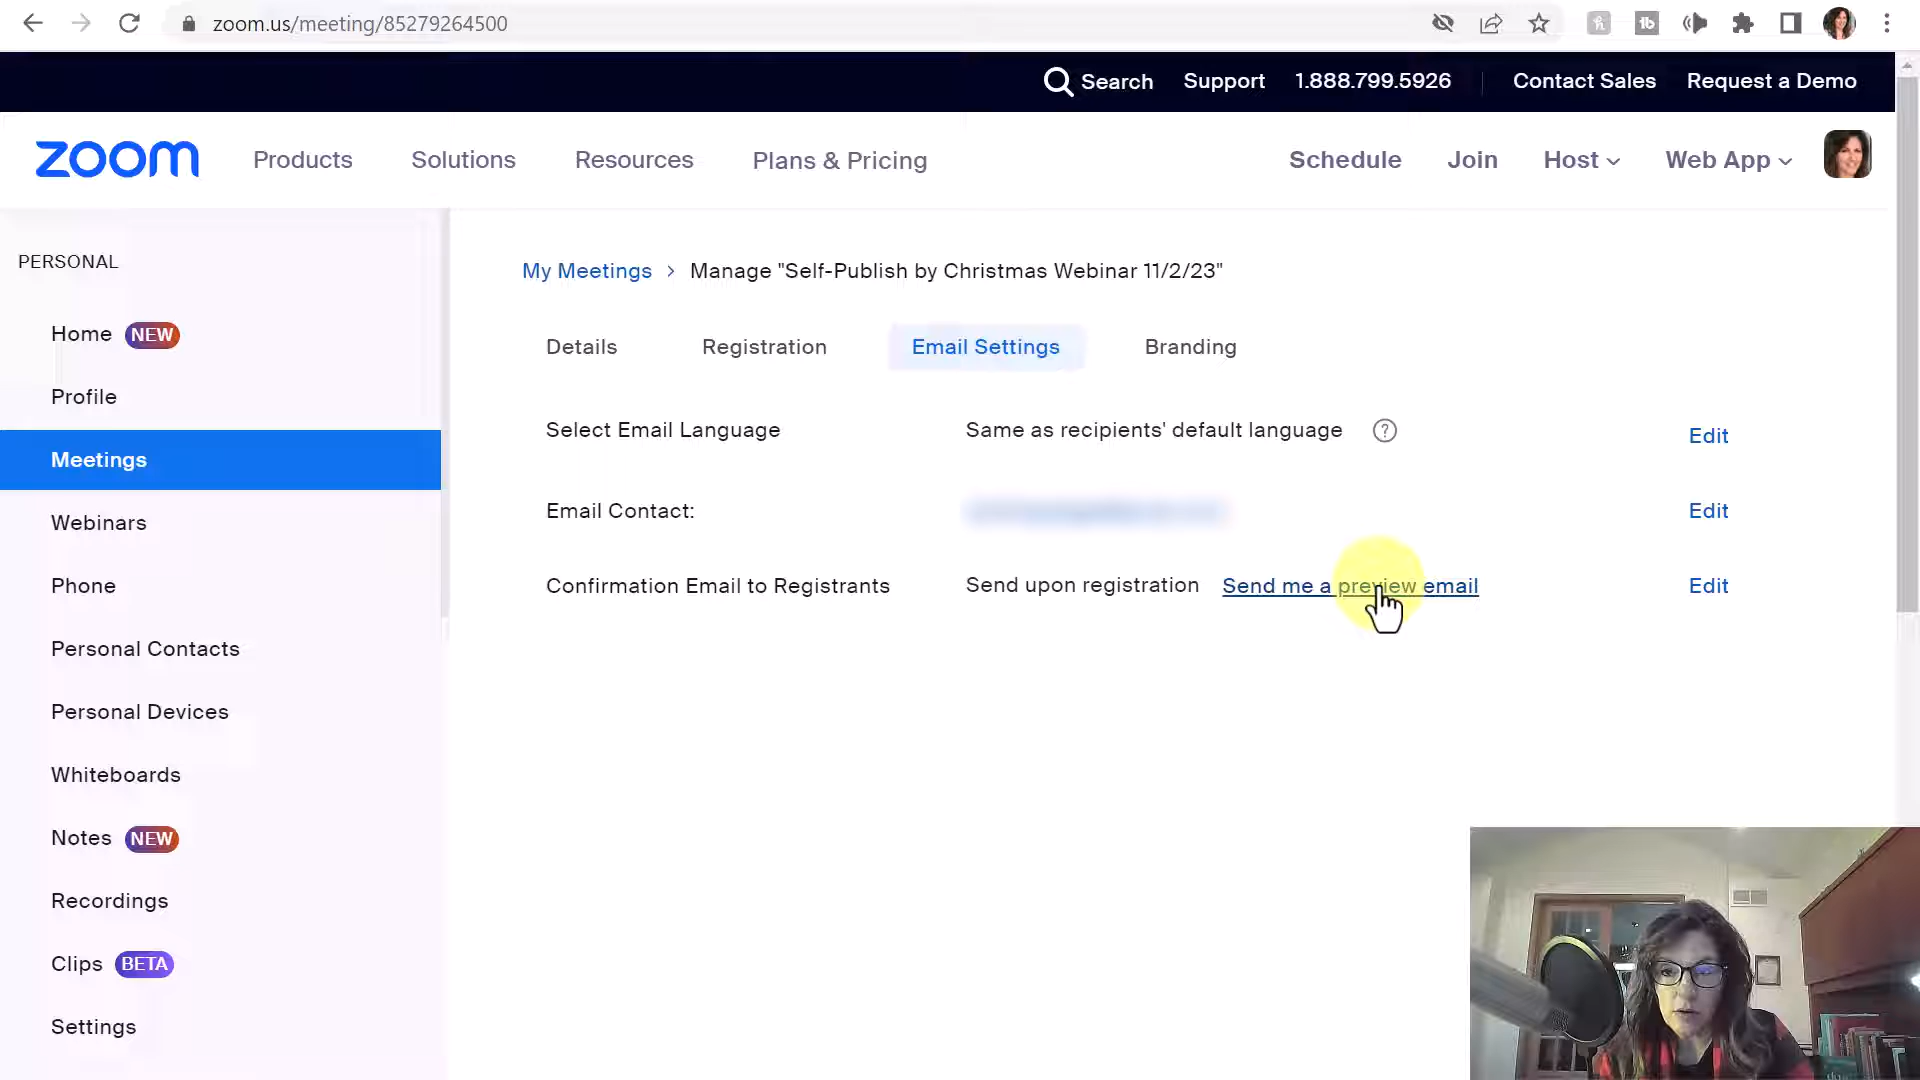 zoom.us/meeting/85279264500
Search Support 1.888.799.5926 Contact Sales Request a Demo
zoom Products Solutions Resources Plans & Pricing Schedule Join Host Web App
PERSONAL
Home NEW
Profile
Meetings
Webinars
Phone
Personal Contacts
Personal Devices
Whiteboards
Notes NEW
Recordings
Clips BETA
Settings
My Meetings > Manage "Self-Publish by Christmas Webinar 11/2/23"
Details Registration Email Settings Branding
Select Email Language Same as recipients' default language ? Edit
Email Contact: Edit
Confirmation Email to Registrants Send upon registration Send me a preview email Edit